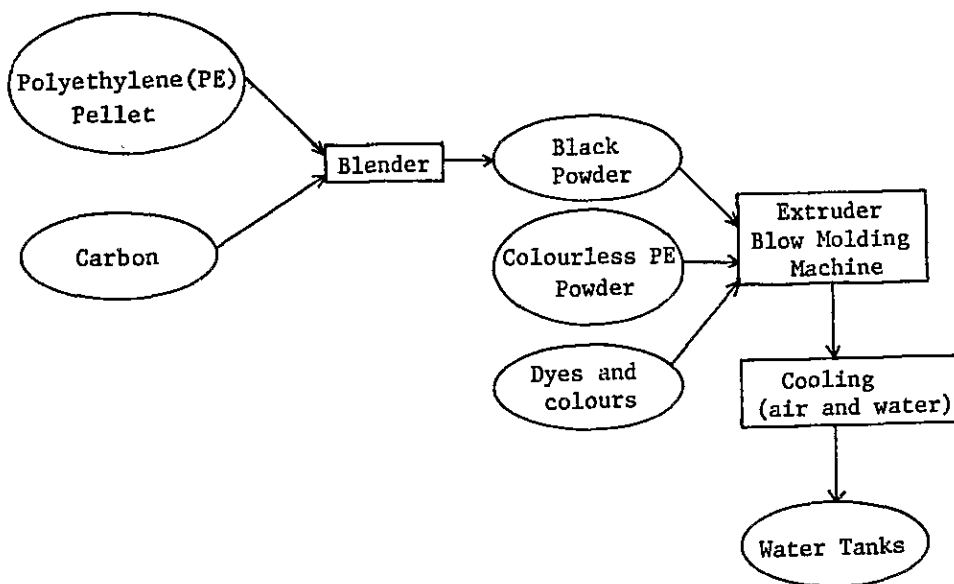 Polyethylene(PE)
Pellet
Carbon
Blender
Black
Powder
Colourless PE
Powder
Dyes and
colours
Extruder
Blow Molding
Machine
Cooling
(air and water)
Water Tanks